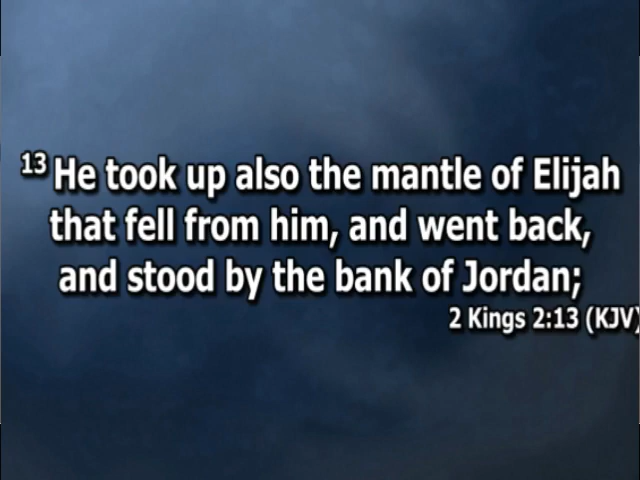 13 He took up also the mantle of Elijah
that fell from him, and went back,
and stood by the bank of Jordan;
2 Kings 2:13 (KJV)